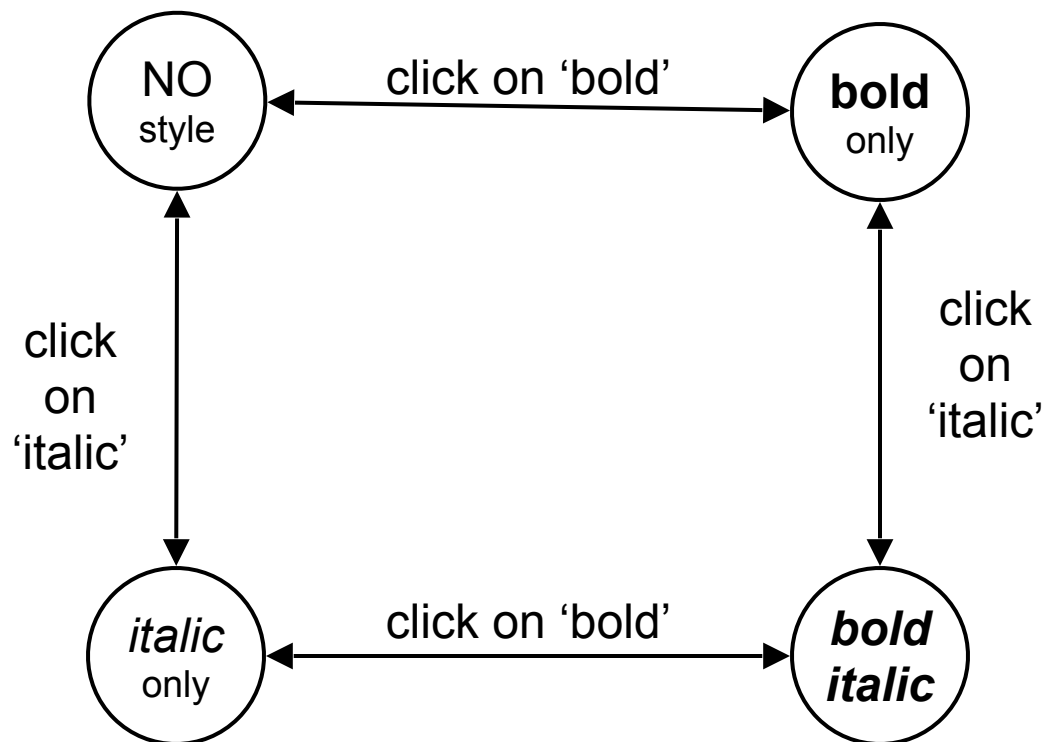 NO
style
click on ‘bold’
bold
only
click
on
‘italic’
click
on
‘italic’
italic
only
click on ‘bold’
bold
italic